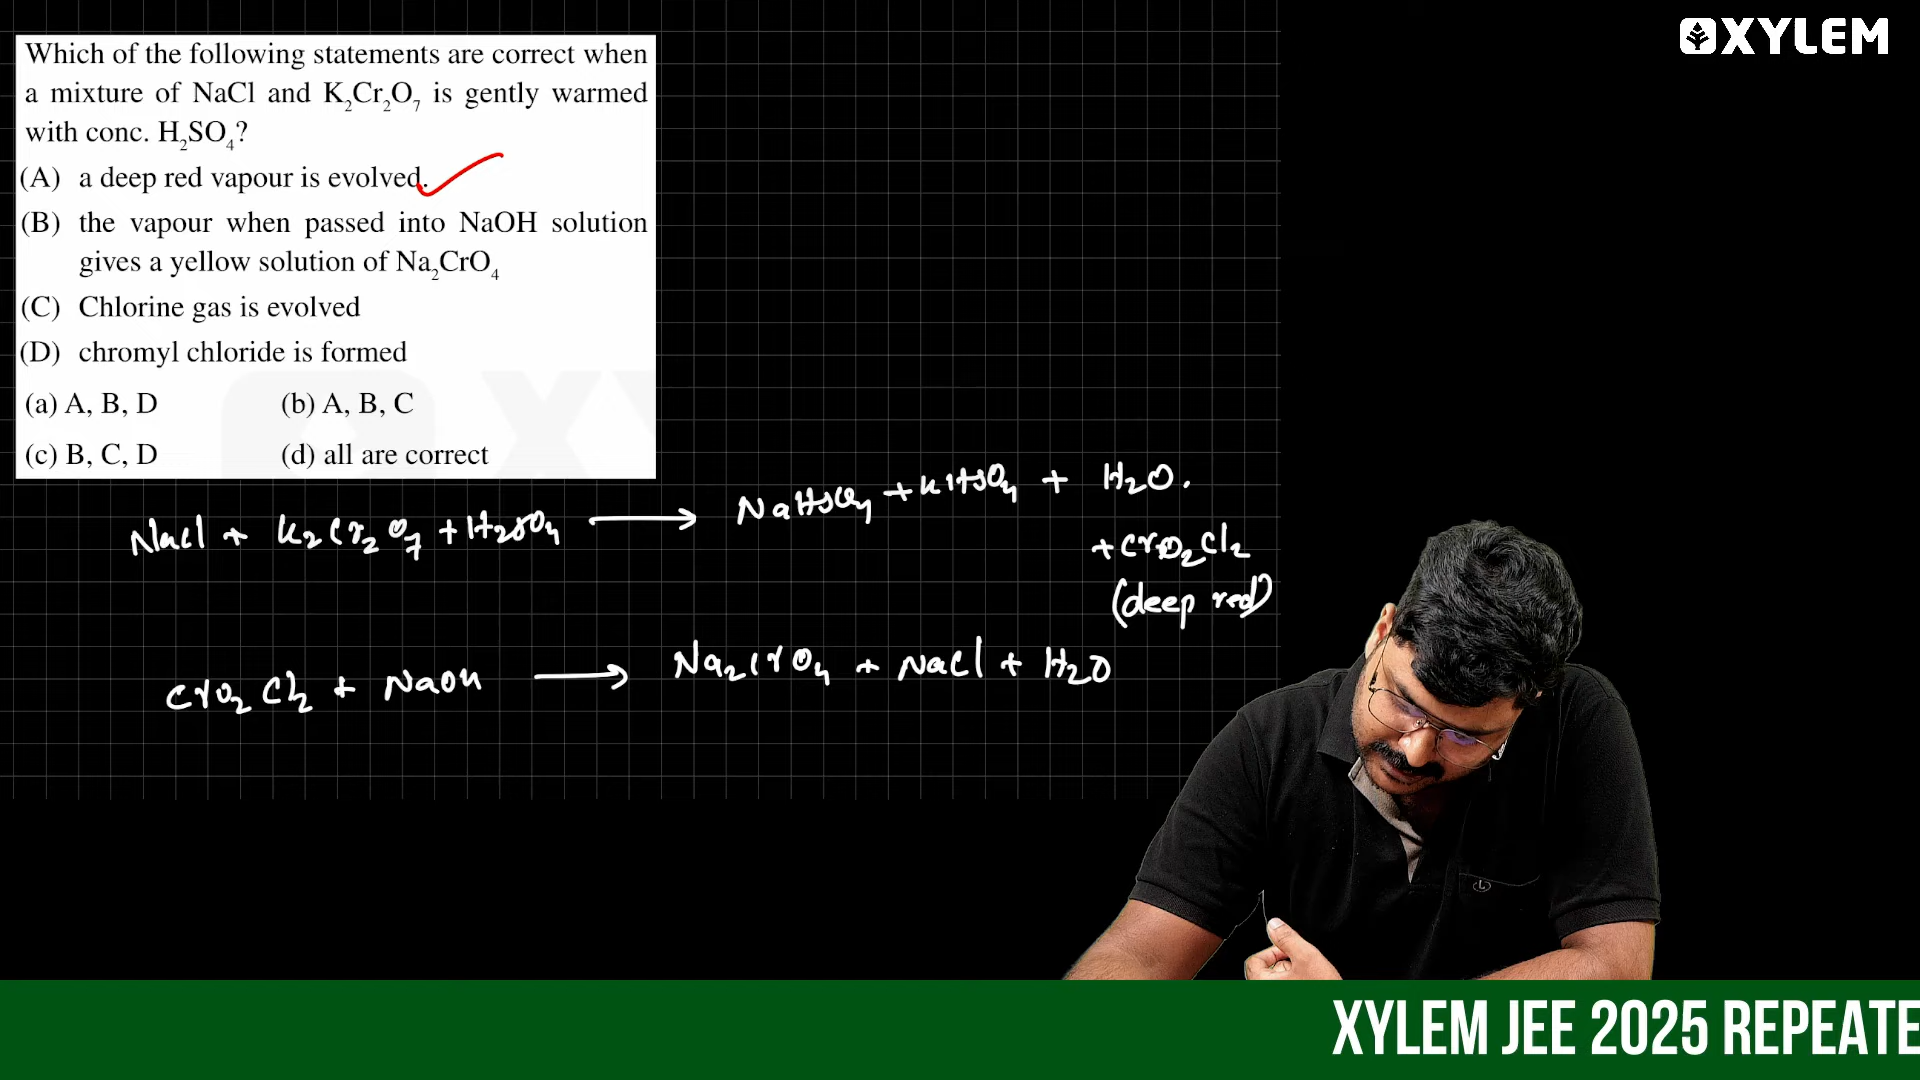 XYLEM
Which of the following statements are correct when
a mixture of NaCl and K₂Cr₂O₇ is gently warmed
with conc. H₂SO₄?
(A) a deep red vapour is evolved.
(B) the vapour when passed into NaOH solution
gives a yellow solution of Na₂CrO₄
(C) Chlorine gas is evolved
(D) chromyl chloride is formed
(a) A, B, D (b) A, B, C
(c) B, C, D (d) all are correct
NaCl + K₂Cr₂O₇ + H₂SO₄ ⟶ NaHSO₄ + KHSO₄ + H₂O.
+ CrO₂Cl₂
(deep red)
CrO₂Cl₂ + NaOH ⟶ Na₂CrO₄ + NaCl + H₂O
XYLEM JEE 2025 REPEATE